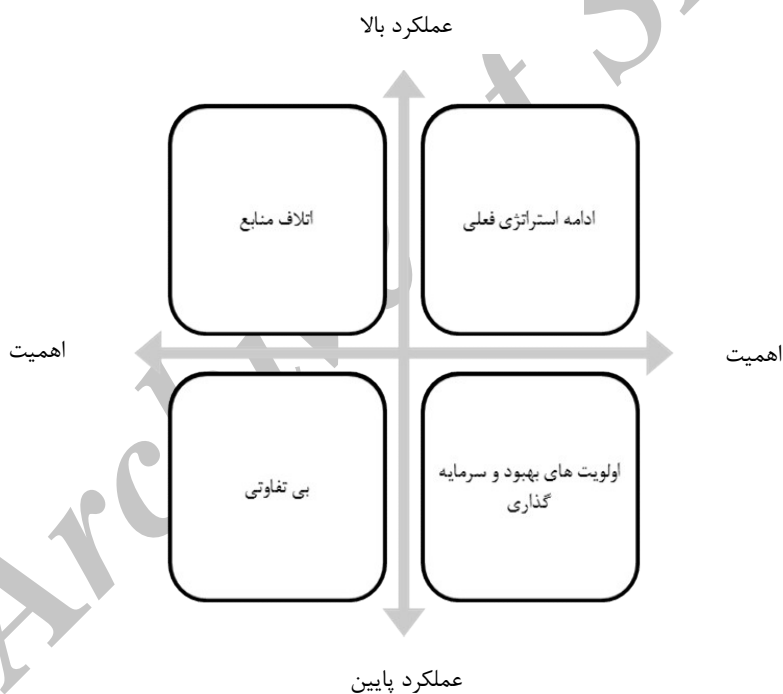 عملکرد بالا
ادامه استراتژی فعلی
اتلاف منابع
اهمیت
اهمیت
اولویت های بهبود و سرمایه
گذاری
بی تفاوتی
عملکرد پایین